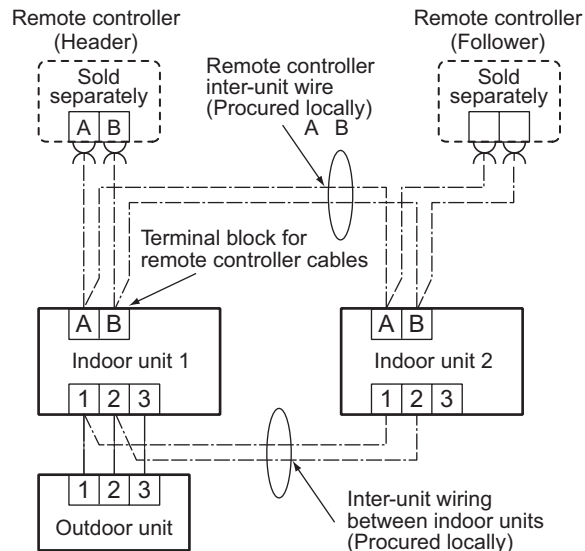 Remote controller
(Header)
Remote controller
(Follower)
Sold
separately
A B
Remote controller
inter-unit wire
(Procured locally)
A B
Sold
separately
Terminal block for
remote controller cables
A B
Indoor unit 1
1 2 3
A B
Indoor unit 2
1 2 3
1 2 3
Outdoor unit
Inter-unit wiring
between indoor units
(Procured locally)